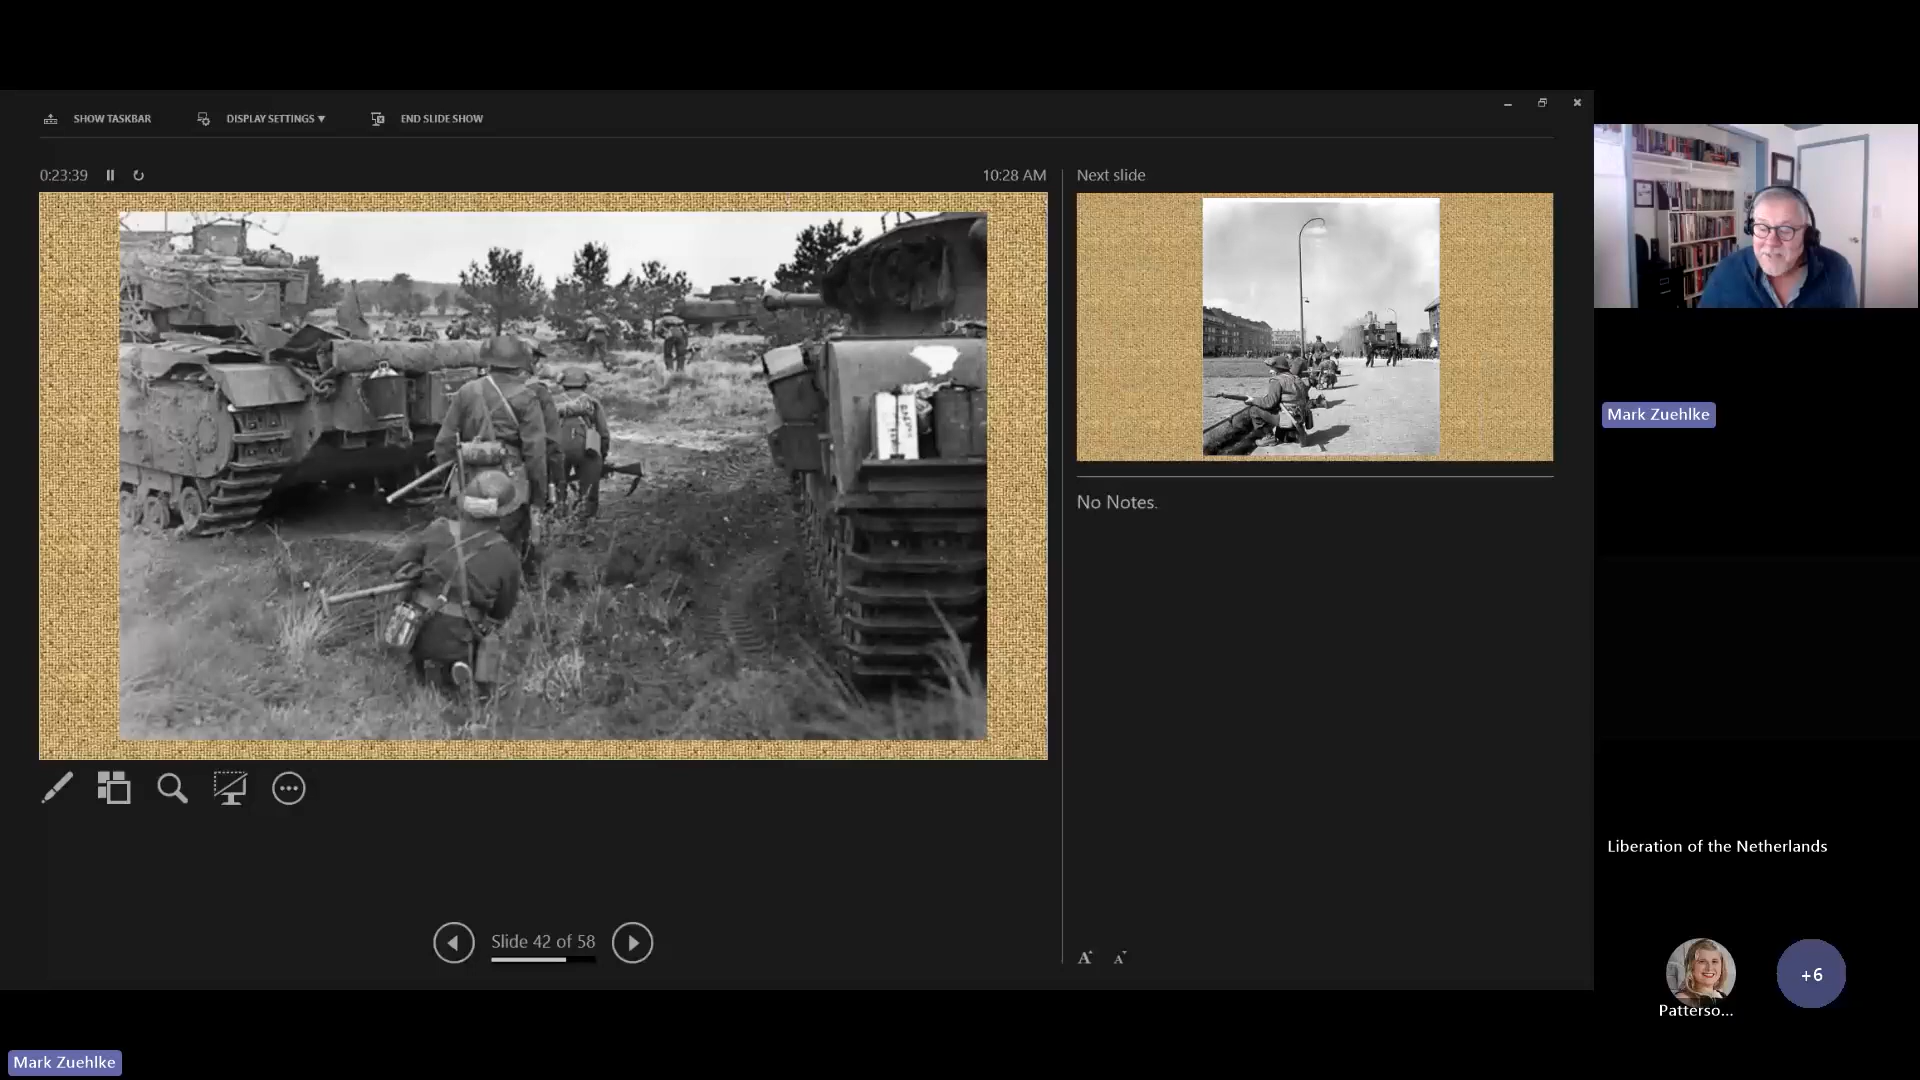 SHOW TASKBAR
DISPLAY SETTINGS ▼
END SLIDE SHOW
0:23:39
10:28 AM
Next slide
No Notes.
Mark Zuehlke
Liberation of the Netherlands
Patterso...
+6
Slide 42 of 58
Mark Zuehlke